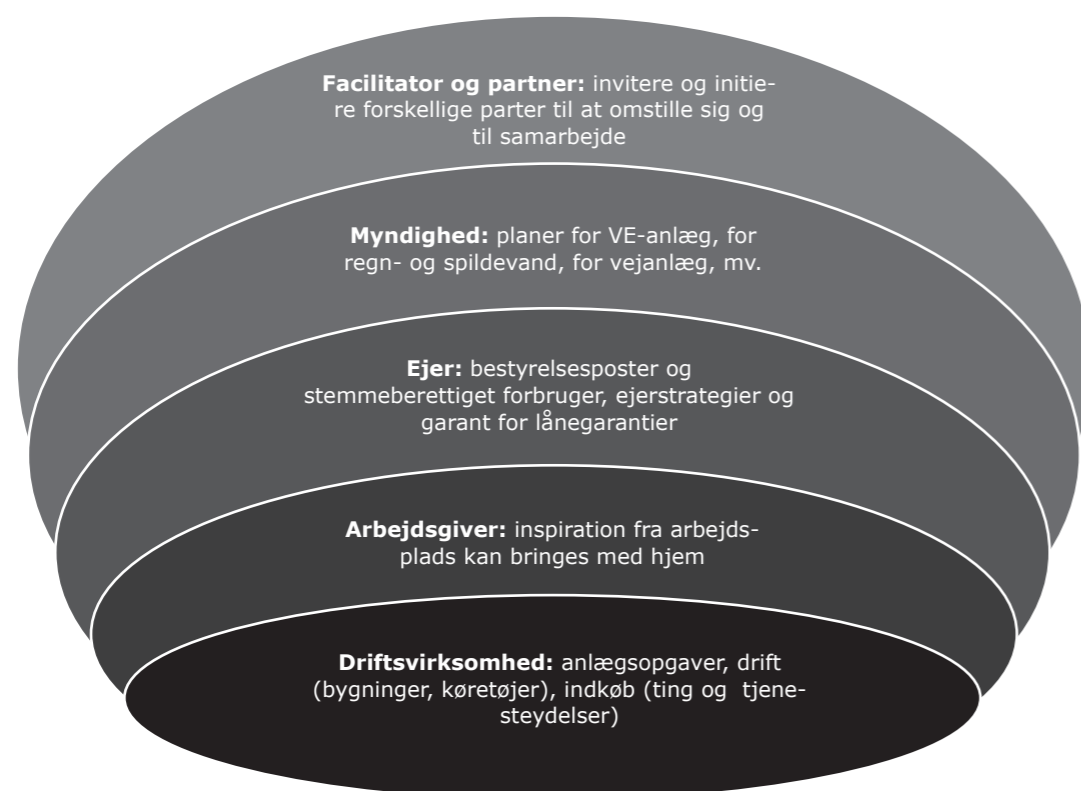 Facilitator og partner: invitere og initie-
re forskellige parter til at omstille sig og
til samarbejde
Myndighed: planer for VE-anlæg, for
regn- og spildevand, for vejanlæg, mv.
Ejer: bestyrelsesposter og
stemmeberettiget forbruger, ejerstrategier og
garant for lånegarantier
Arbejdsgiver: inspiration fra arbejds-
plads kan bringes med hjem
Driftsvirksomhed: anlægsopgaver, drift
(bygninger, køretøjer), indkøb (ting og  tjene-
steydelser)